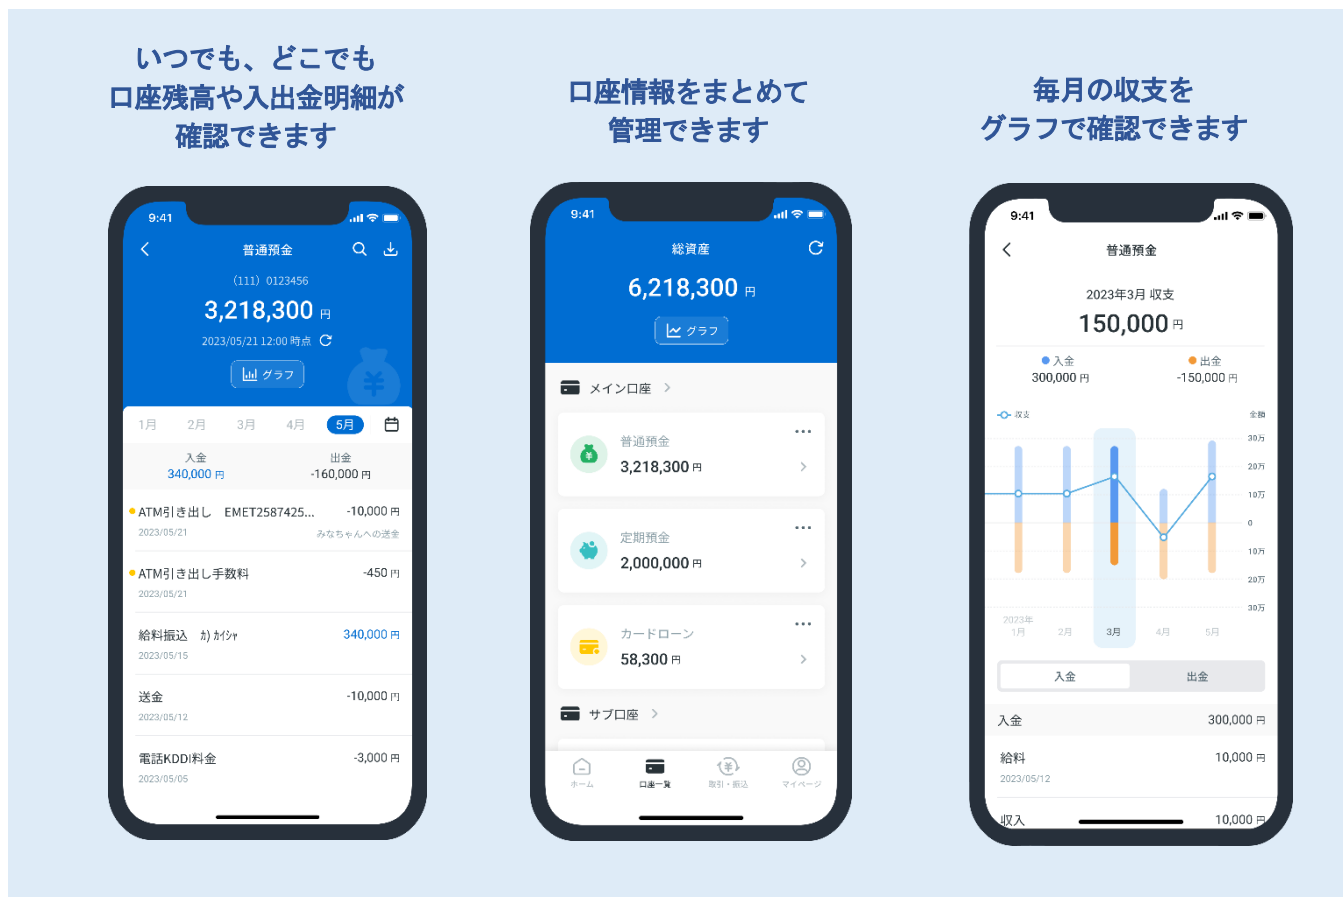 いつでも、どこでも
口座残高や入出金明細が
確認できます
9:41
普通預金
(111) 0123456
3,218,300 円
2023/05/21 12:00 時点
グラフ
1月 2月 3月 4月 5月
入金 出金
340,000 円 -160,000 円
ATM引き出し EMET2587425... -10,000 円
2023/05/21 みなちゃんへの送金
ATM引き出し手数料 -450 円
2023/05/21
給料振込 ｶ) ｶｲｼｬ 340,000 円
2023/05/15
送金 -10,000 円
2023/05/12
電話KDDI料金 -3,000 円
2023/05/05
口座情報をまとめて
管理できます
9:41
総資産
6,218,300 円
グラフ
メイン口座
普通預金
3,218,300 円
定期預金
2,000,000 円
カードローン
58,300 円
サブ口座
ホーム 口座一覧 取引・振込 マイページ
毎月の収支を
グラフで確認できます
9:41
普通預金
2023年3月 収支
150,000 円
入金 出金
300,000 円 -150,000 円
収支 金額
30万
20万
10万
0
10万
20万
30万
2023年
1月 2月 3月 4月 5月
入金 出金
入金 300,000 円
給料 10,000 円
2023/05/12
収入 10,000 円